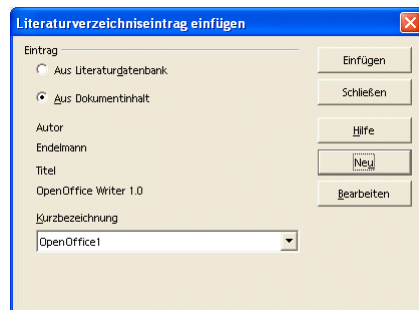 Literaturverzeichniseintrag einfügen
Eintrag
Aus Literaturdatenbank
Aus Dokumentinhalt
Autor
Endelmann
Titel
OpenOffice Writer 1.0
Kurzbezeichnung
OpenOffice1
Einfügen
Schließen
Hilfe
Neu
Bearbeiten